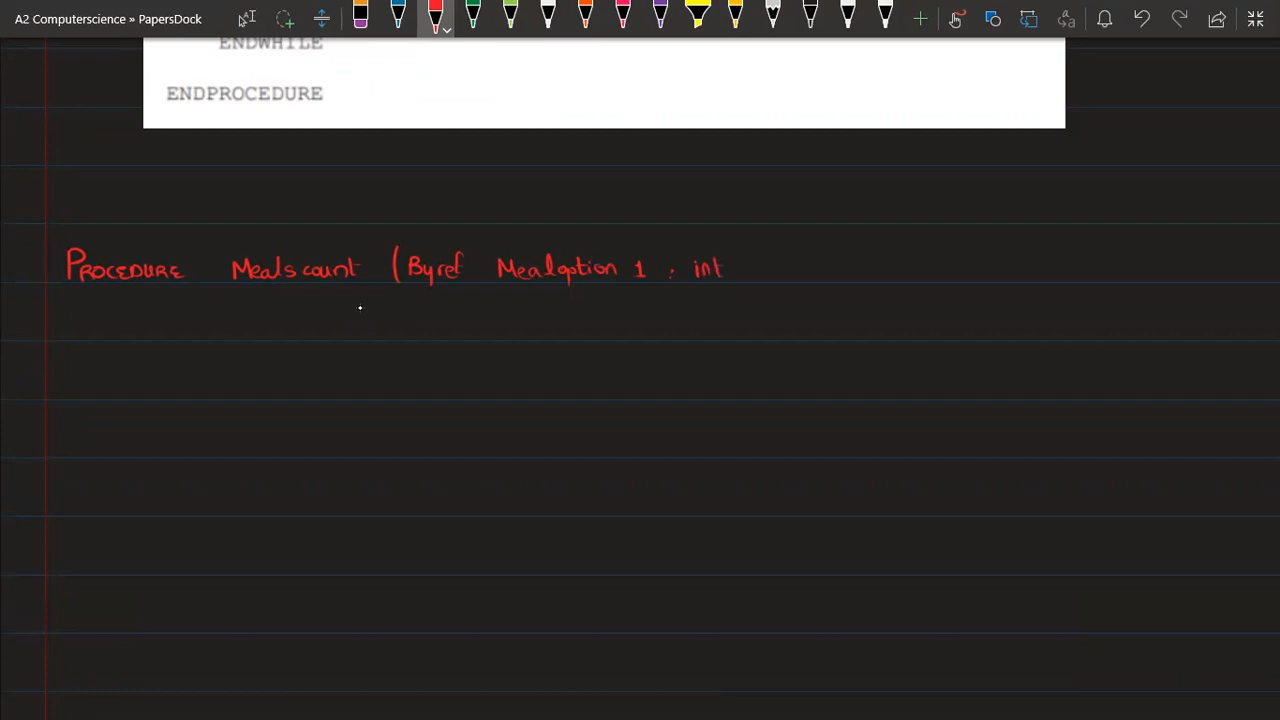 A2 Computerscience » PapersDock
ENDWHILE
ENDPROCEDURE
PROCEDURE Mealscount (Byref Mealoption 1 : int